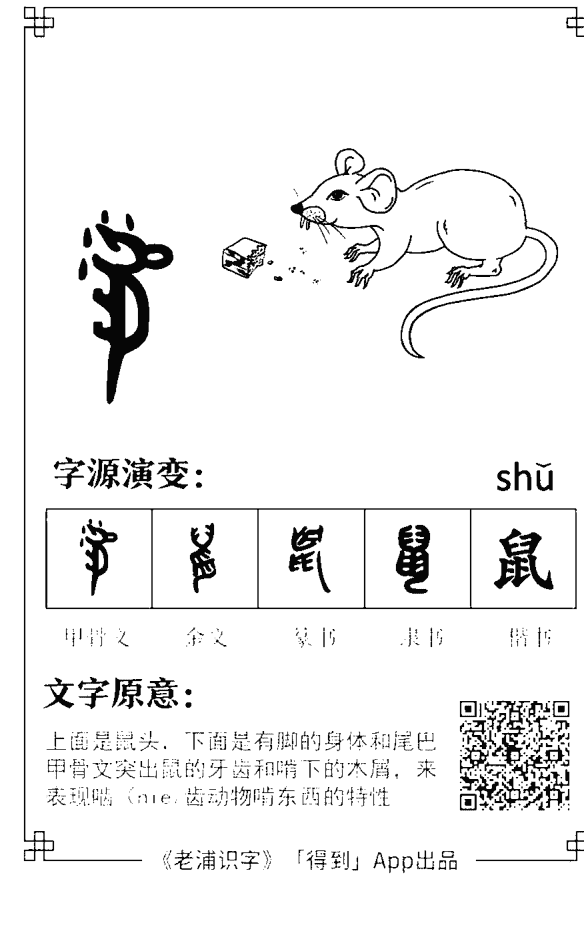 字源演变：
shǔ
鼠
甲骨文 金文 篆书 隶书 楷书
文字原意：
上面是鼠头，下面是有脚的身体和尾巴
甲骨文突出鼠的牙齿和啃下的木屑，来
表现啮（nie）齿动物啃东西的特性
《老浦识字》「得到」App出品